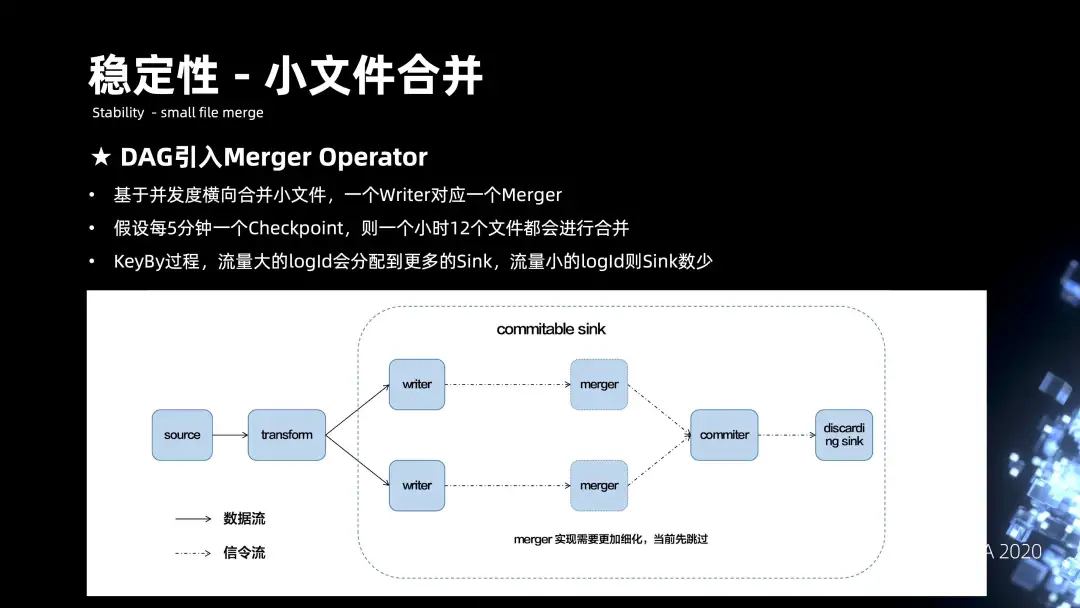 稳定性 - 小文件合并
Stability - small file merge
★ DAG引入Merger Operator
• 基于并发度横向合并小文件，一个Writer对应一个Merger
• 假设每5分钟一个Checkpoint，则一个小时12个文件都会进行合并
• KeyBy过程，流量大的logId会分配到更多的Sink，流量小的logId则Sink数少
commitable sink
writer
merger
source
transform
commiter
discardi
ng sink
writer
merger
数据流
merger 实现需要更加细化，当前先跳过
信令流
A 2020